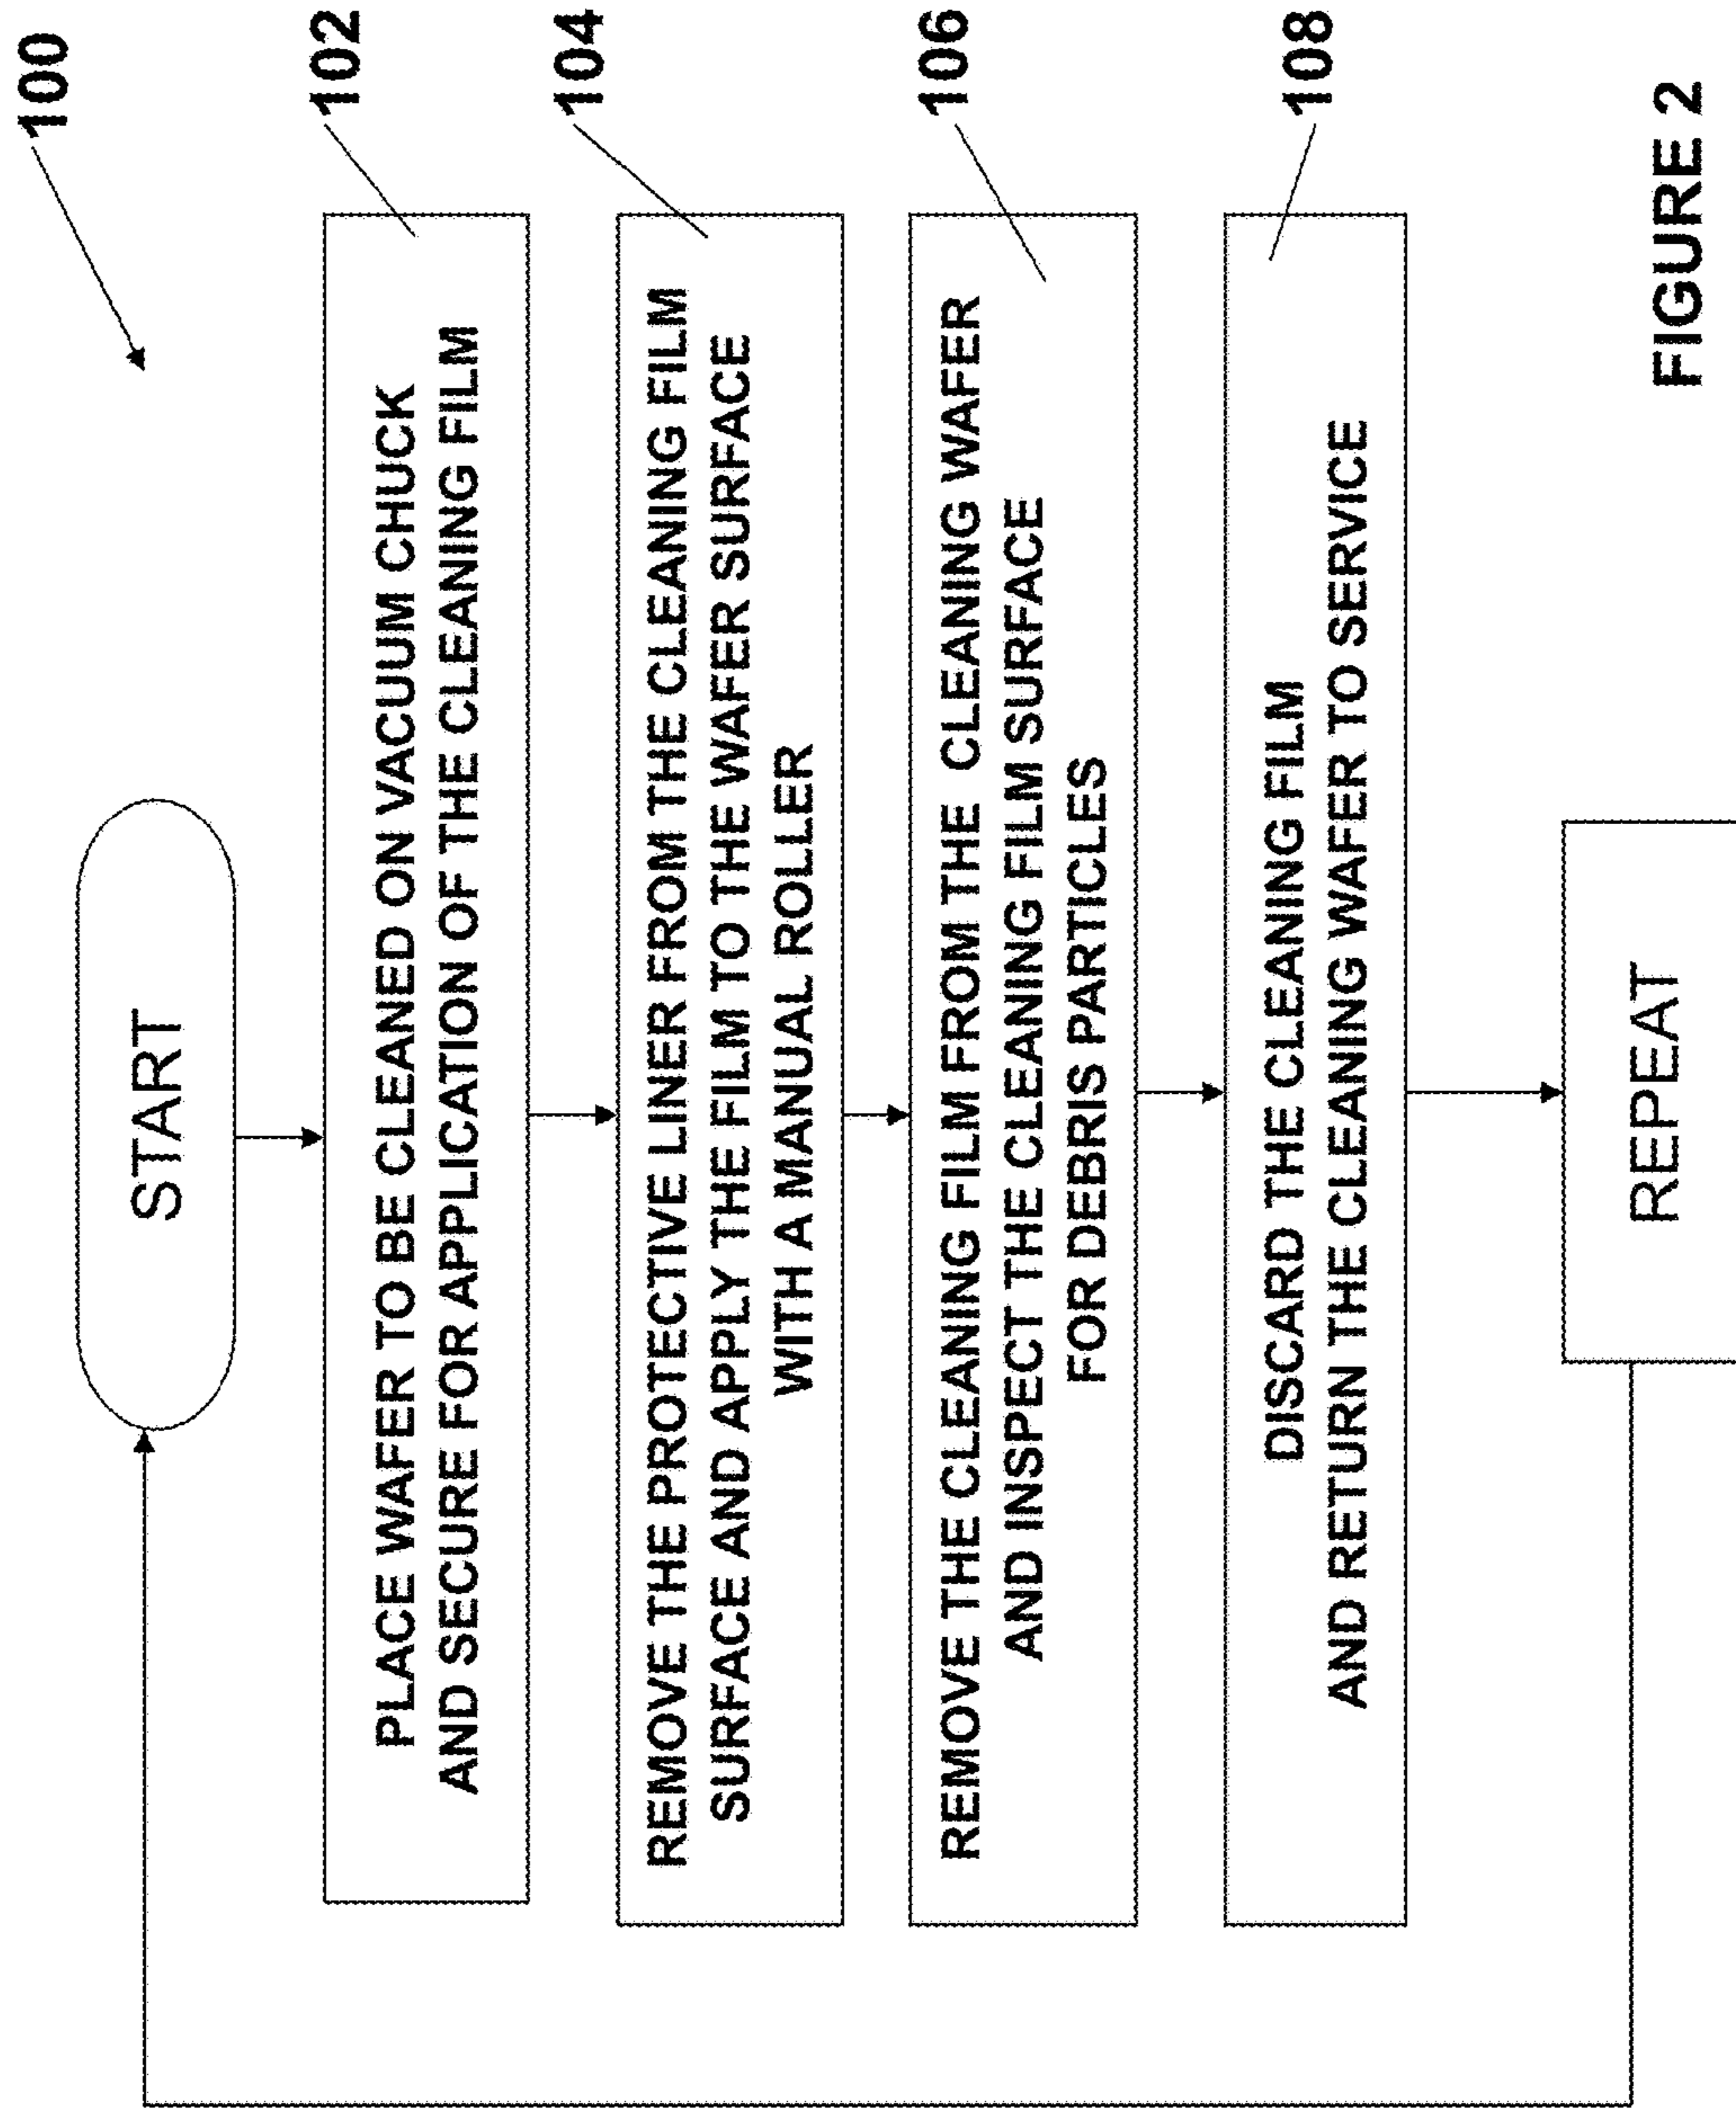 100
START
102
PLACE WAFER TO BE CLEANED ON VACUUM CHUCK
AND SECURE FOR APPLICATION OF THE CLEANING FILM
104
REMOVE THE PROTECTIVE LINER FROM THE CLEANING FILM
SURFACE AND APPLY THE FILM TO THE WAFER SURFACE
WITH A MANUAL ROLLER
106
REMOVE THE CLEANING FILM FROM THE CLEANING WAFER
AND INSPECT THE CLEANING FILM SURFACE
FOR DEBRIS PARTICLES
108
DISCARD THE CLEANING FILM
AND RETURN THE CLEANING WAFER TO SERVICE
REPEAT
FIGURE 2